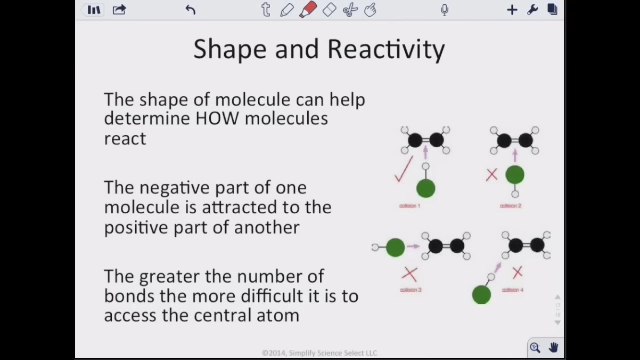 Shape and Reactivity
The shape of molecule can help
determine HOW molecules
react
The negative part of one
molecule is attracted to the
positive part of another
The greater the number of
bonds the more difficult it is to
access the central atom
collision 1
collision 2
collision 3
collision 4
©2014, Simplify Science Select LLC